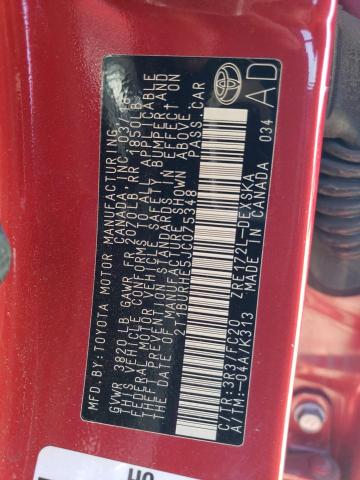 MFD.BY:TOYOTA MOTOR MANUFACTURING
CANADA, INC. 03/18
GVWR 3820LB GAWR FR 2070LB RR 1850LB
THIS VEHICLE CONFORMS TO ALL APPLICABLE
FEDERAL MOTOR VEHICLE SAFETY, BUMPER, AND
THEFT PREVENTION STANDARDS IN EFFECT ON
THE DATE OF MANUFACTURE SHOWN ABOVE.
2T1BURHE5JC075348 PASS.CAR
C/TR:3R3/FC20 ZRE172L-DEXSKA
A/TM:-04A/K313 MADE IN CANADA 034
AD